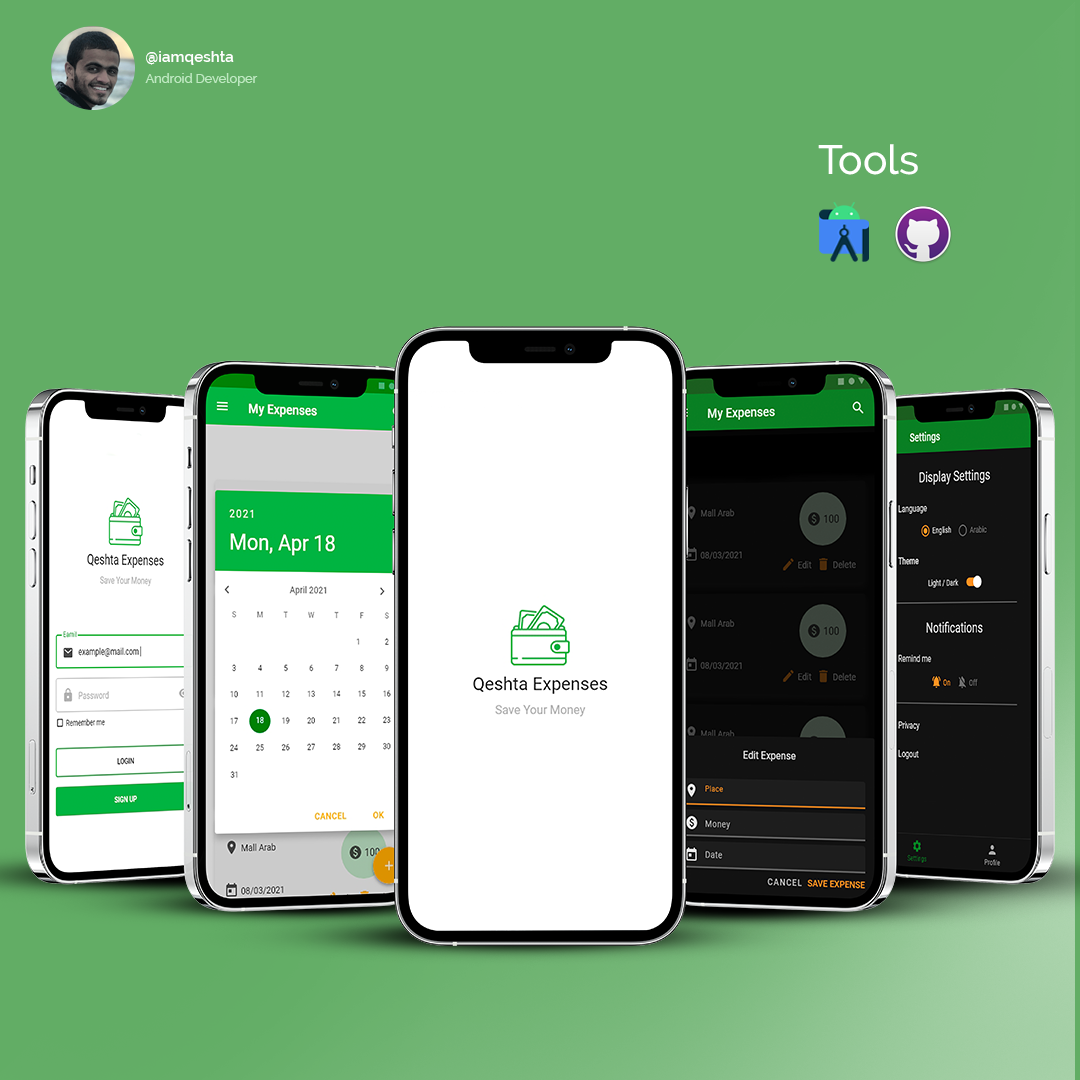 @iamqeshta
Android Developer
Tools
Qeshta Expenses
Save Your Money
Eamil
example@mail.com
Password
Remember me
LOGIN
SIGN UP
My Expenses
2021
Mon, Apr 18
April 2021
S M T W T F S
1 2
3 4 5 6 7 8 9
10 11 12 13 14 15 16
17 18 19 20 21 22 23
24 25 26 27 28 29 30
31
CANCEL OK
Mall Arab
$ 100
+
08/03/2021
Qeshta Expenses
Save Your Money
My Expenses
Mall Arab
$ 100
08/03/2021
Edit Delete
Mall Arab
$ 100
08/03/2021
Edit Delete
Mall Arab
Edit Expense
Place
$ Money
Date
CANCEL SAVE EXPENSE
Settings
Display Settings
Language
English Arabic
Theme
Light / Dark
Notifications
Remind me
On Off
Privacy
Logout
Settings Profile